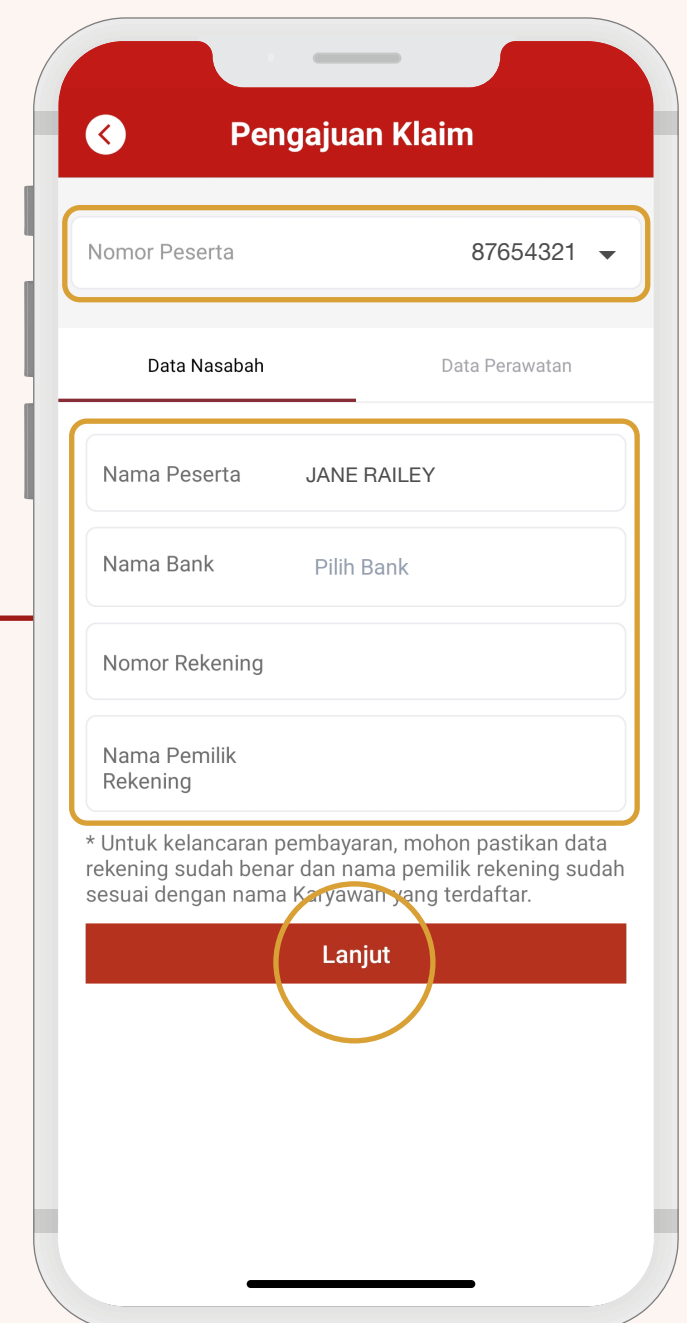 Pengajuan Klaim
Nomor Peserta 87654321
Data Nasabah Data Perawatan
Nama Peserta JANE RAILEY
Nama Bank Pilih Bank
Nomor Rekening
Nama Pemilik
Rekening
* Untuk kelancaran pembayaran, mohon pastikan data
rekening sudah benar dan nama pemilik rekening sudah
sesuai dengan nama Karyawan yang terdaftar.
Lanjut